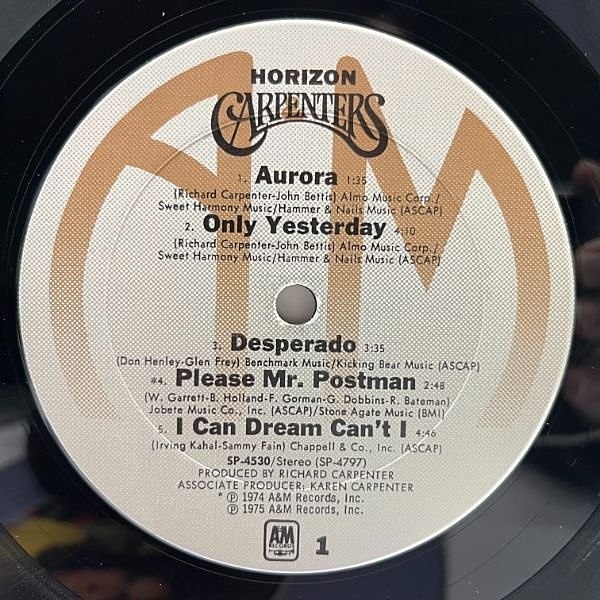 HORIZON
CARPENTERS
1. Aurora 1:35
(Richard Carpenter-John Bettis) Almo Music Corp./
Sweet Harmony Music/Hammer & Nails Music (ASCAP)
2. Only Yesterday 4:10
(Richard Carpenter-John Bettis) Almo Music Corp./
Sweet Harmony Music/Hammer & Nails Music (ASCAP)
3. Desperado 3:35
(Don Henley-Glen Frey) Benchmark Music/Kicking Bear Music (ASCAP)
*4. Please Mr. Postman 2:48
(W. Garrett-B. Holland-F. Gorman-G. Dobbins-R. Bateman)
Jobete Music Co., Inc. (ASCAP)/Stone Agate Music (BMI)
5. I Can Dream Can't I 4:46
(Irving Kahal-Sammy Fain) Chappell & Co., Inc. (ASCAP)
SP-4530/Stereo (SP-4797)
PRODUCED BY RICHARD CARPENTER
ASSOCIATE PRODUCER: KAREN CARPENTER
* ℗ 1974 A&M Records, Inc.
℗ 1975 A&M Records, Inc.
A&M
RECORDS
1